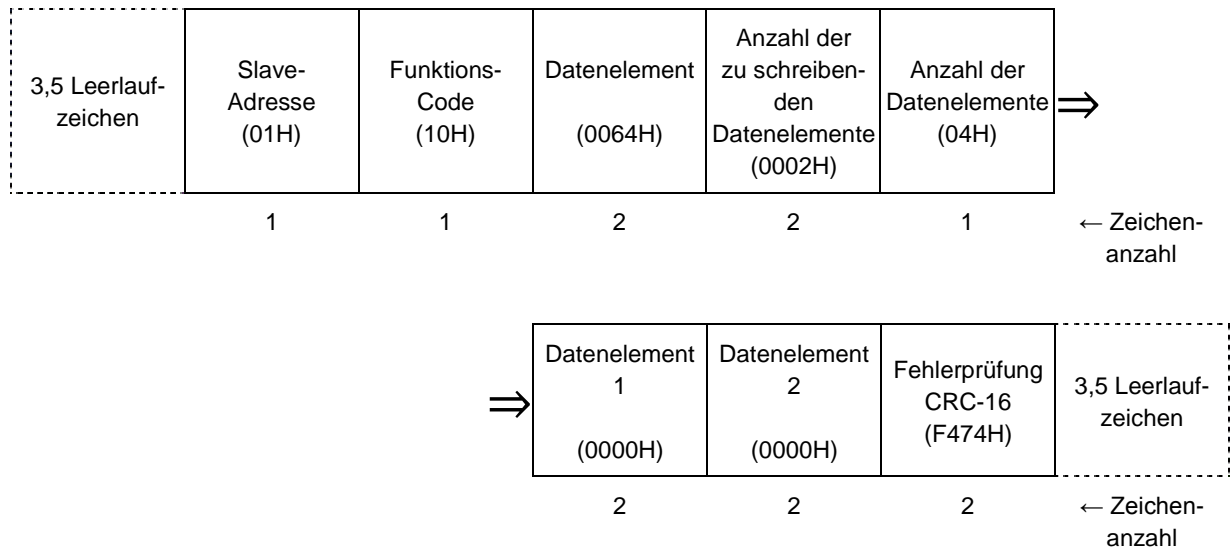 3,5 Leerlauf-
zeichen
Slave-
Adresse
(01H)
Funktions-
Code
(10H)
Datenelement
(0064H)
Anzahl der
zu schreiben-
den
Datenelemente
(0002H)
Anzahl der
Datenelemente
(04H)
⇒
1
1
2
2
1
← Zeichen-
anzahl
⇒
Datenelement
1
(0000H)
Datenelement
2
(0000H)
Fehlerprüfung
CRC-16
(F474H)
3,5 Leerlauf-
zeichen
2
2
2
← Zeichen-
anzahl